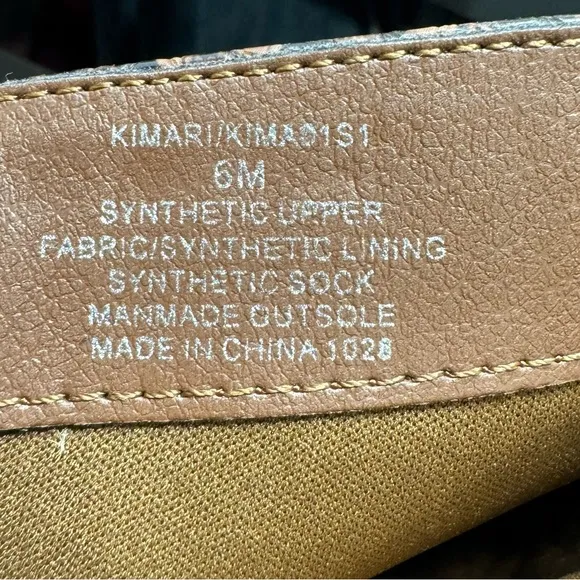 KIMARI/KIMA01S1
6M
SYNTHETIC UPPER
FABRIC/SYNTHETIC LINING
SYNTHETIC SOCK
MANMADE OUTSOLE
MADE IN CHINA 1028